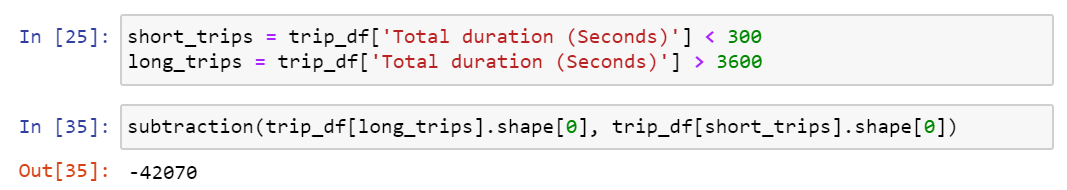 In [25]: short_trips = trip_df['Total duration (Seconds)'] < 300
long_trips = trip_df['Total duration (Seconds)'] > 3600
In [35]: subtraction(trip_df[long_trips].shape[0], trip_df[short_trips].shape[0])
Out[35]: -42070